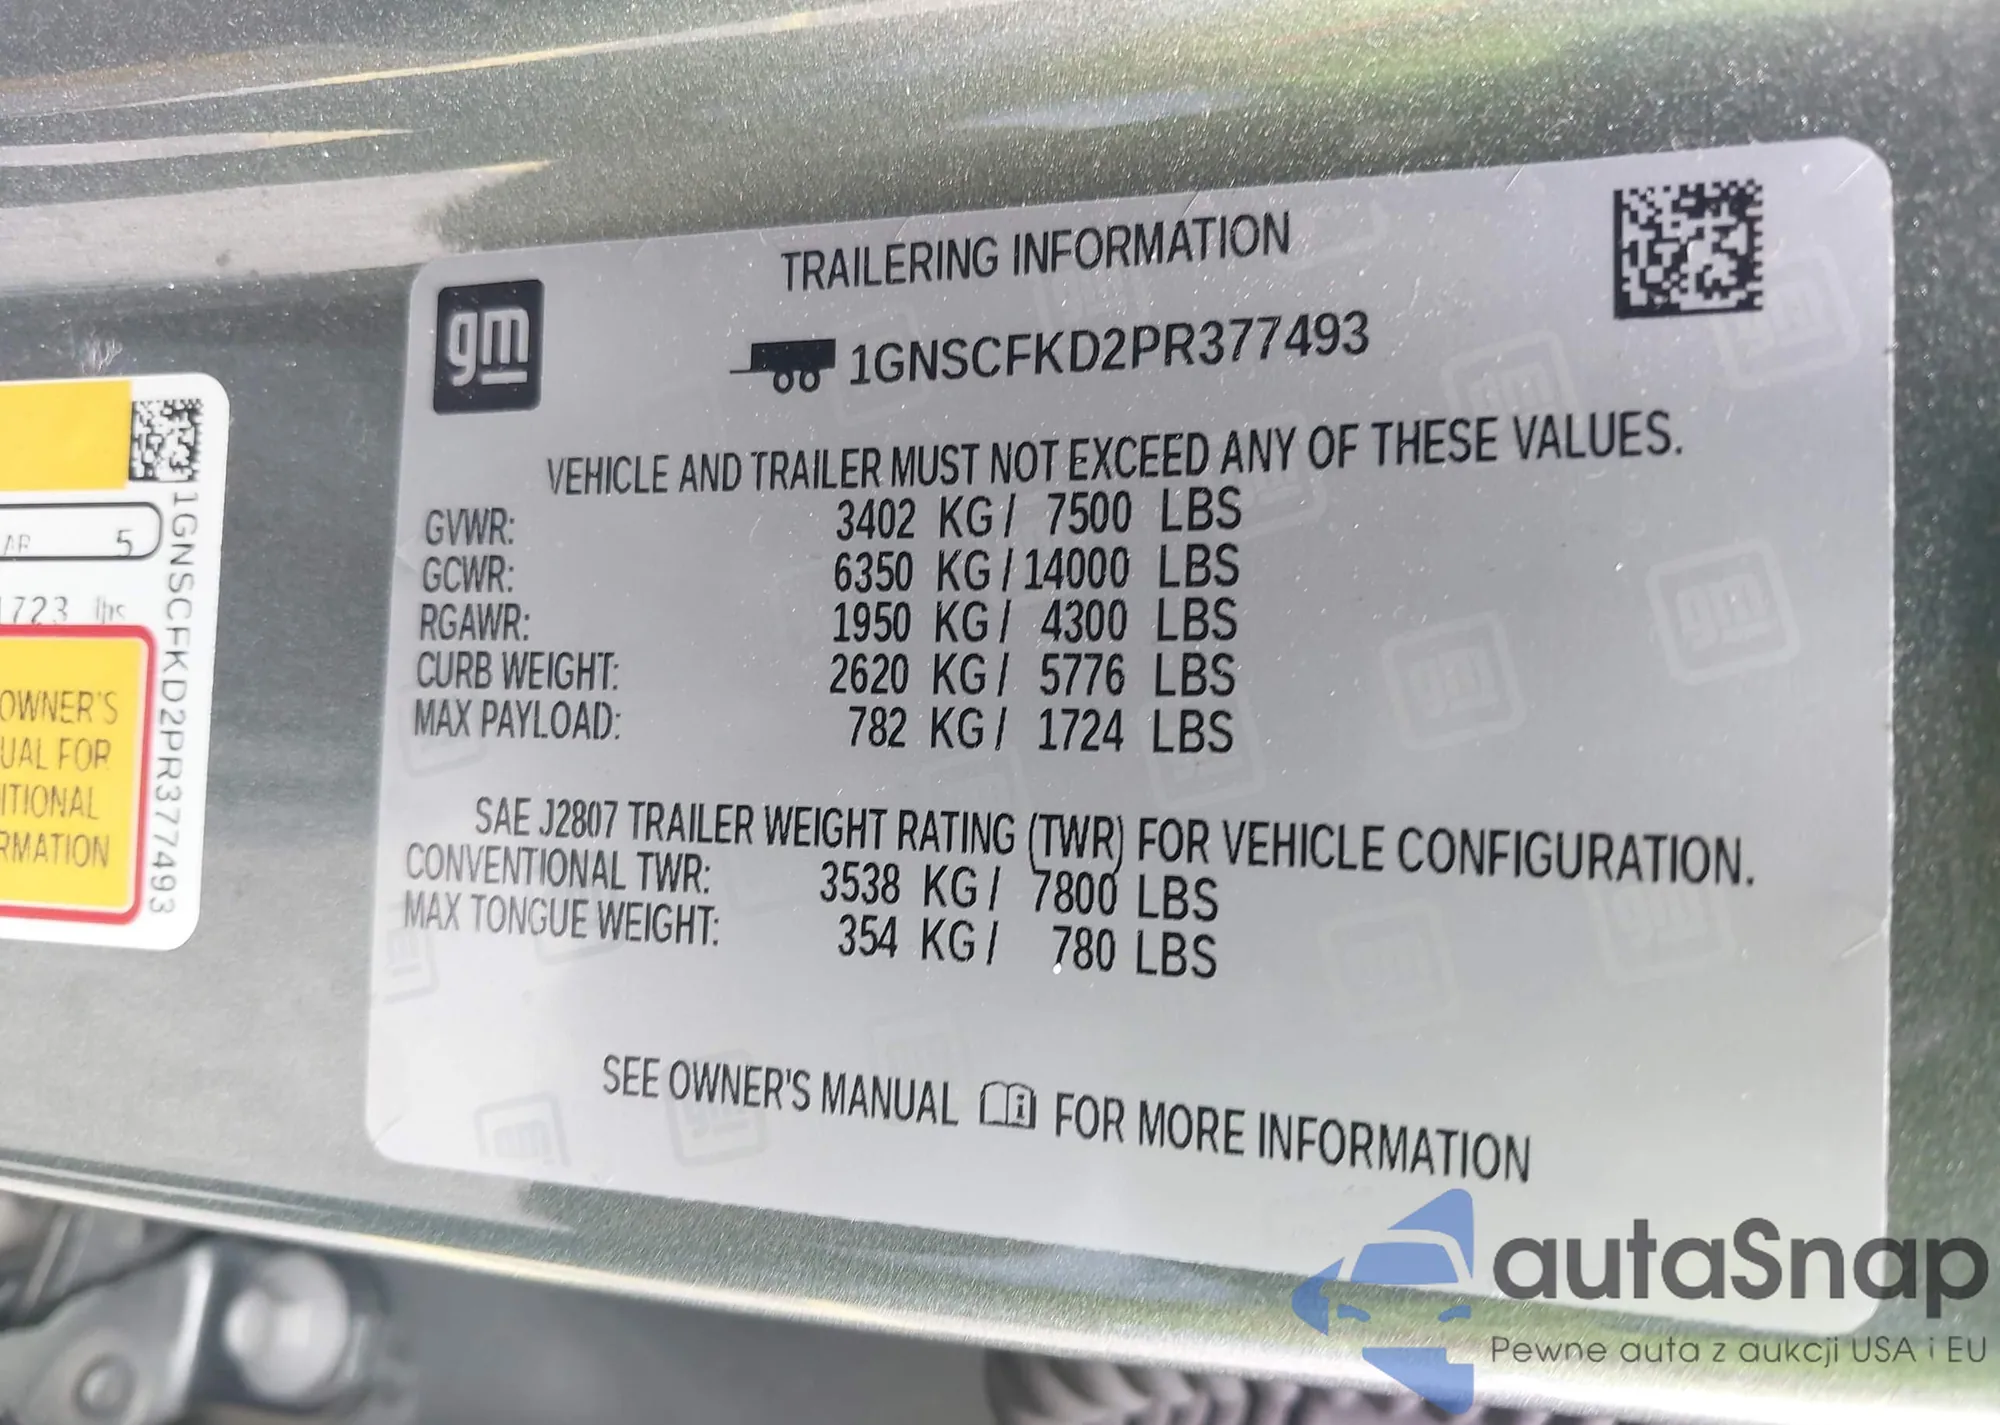 TRAILERING INFORMATION
gm
1GNSCFKD2PR377493
VEHICLE AND TRAILER MUST NOT EXCEED ANY OF THESE VALUES.
GVWR: 3402 KG / 7500 LBS
GCWR: 6350 KG / 14000 LBS
RGAWR: 1950 KG / 4300 LBS
CURB WEIGHT: 2620 KG / 5776 LBS
MAX PAYLOAD: 782 KG / 1724 LBS
SAE J2807 TRAILER WEIGHT RATING (TWR) FOR VEHICLE CONFIGURATION.
CONVENTIONAL TWR: 3538 KG / 7800 LBS
MAX TONGUE WEIGHT: 354 KG / 780 LBS
SEE OWNER'S MANUAL FOR MORE INFORMATION
5
1723 lbs
OWNER'S
UAL FOR
ITIONAL
RMATION
1GNSCFKD2PR377493
autaSnap
Pewne auta z aukcji USA i EU